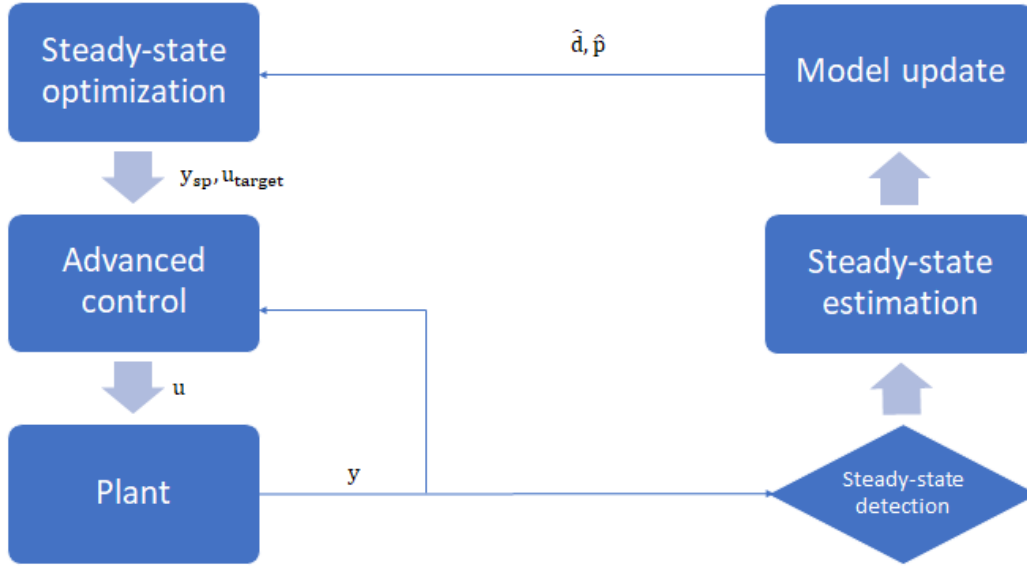 Steady-state
optimization
d̂, p̂
Model update
y_sp, u_target
Advanced
control
Steady-state
estimation
u
Plant
y
Steady-state
detection